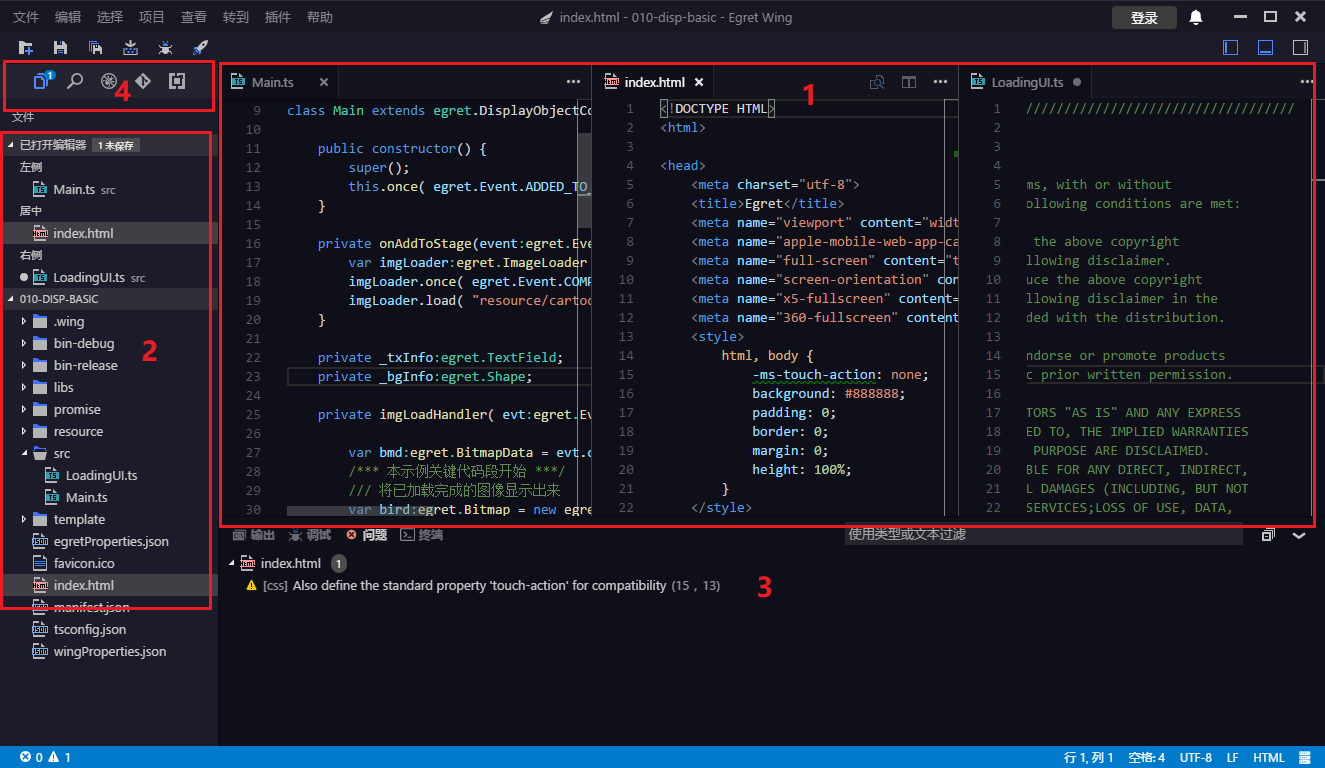 文件 编辑 选择 项目 查看 转到 插件 帮助
index.html - 010-disp-basic - Egret Wing
登录
1
4
文件
已打开编辑器 1 未保存
左侧
TS Main.ts src
居中
Html index.html
右侧
TS LoadingUI.ts src
010-DISP-BASIC
.wing
bin-debug
bin-release
libs
promise
resource
src
TS LoadingUI.ts
TS Main.ts
template
JSON egretProperties.json
favicon.ico
Html index.html
JSON manifest.json
JSON tsconfig.json
JSON wingProperties.json
2
TS Main.ts
9 class Main extends egret.DisplayObjectCo
10
11 public constructor() {
12 super();
13 this.once( egret.Event.ADDED_TO_
14 }
15
16 private onAddToStage(event:egret.Eve
17 var imgLoader:egret.ImageLoader
18 imgLoader.once( egret.Event.COMP
19 imgLoader.load( "resource/cartoo
20 }
21
22 private _txInfo:egret.TextField;
23 private _bgInfo:egret.Shape;
24
25 private imgLoadHandler( evt:egret.Ev
26
27 var bmd:egret.BitmapData = evt.c
28 /*** 本示例关键代码段开始 ***/
29 /// 将已加载完成的图像显示出来
30 var bird:egret.Bitmap = new egre
Html index.html
1
1 <!DOCTYPE HTML>
2 <html>
3
4 <head>
5 <meta charset="utf-8">
6 <title>Egret</title>
7 <meta name="viewport" content="widt
8 <meta name="apple-mobile-web-app-ca
9 <meta name="full-screen" content="t
10 <meta name="screen-orientation" con
11 <meta name="x5-fullscreen" content=
12 <meta name="360-fullscreen" content
13 <style>
14 html, body {
15 -ms-touch-action: none;
16 background: #888888;
17 padding: 0;
18 border: 0;
19 margin: 0;
20 height: 100%;
21 }
22 </style>
TS LoadingUI.ts
1 ///////////////////////////////////
2
3
4
5 ms, with or without
6 ollowing conditions are met:
7
8 the above copyright
9 llowing disclaimer.
10 uce the above copyright
11 llowing disclaimer in the
12 ded with the distribution.
13
14 ndorse or promote products
15 c prior written permission.
16
17 TORS "AS IS" AND ANY EXPRESS
18 ED TO, THE IMPLIED WARRANTIES
19 PURPOSE ARE DISCLAIMED.
20 BLE FOR ANY DIRECT, INDIRECT,
21 L DAMAGES (INCLUDING, BUT NOT
22 SERVICES;LOSS OF USE, DATA,
输出 调试 问题 终端
使用类型或文本过滤
Html index.html 1
[css] Also define the standard property 'touch-action' for compatibility (15 , 13)
3
0 1
行 1, 列 1 空格: 4 UTF-8 LF HTML